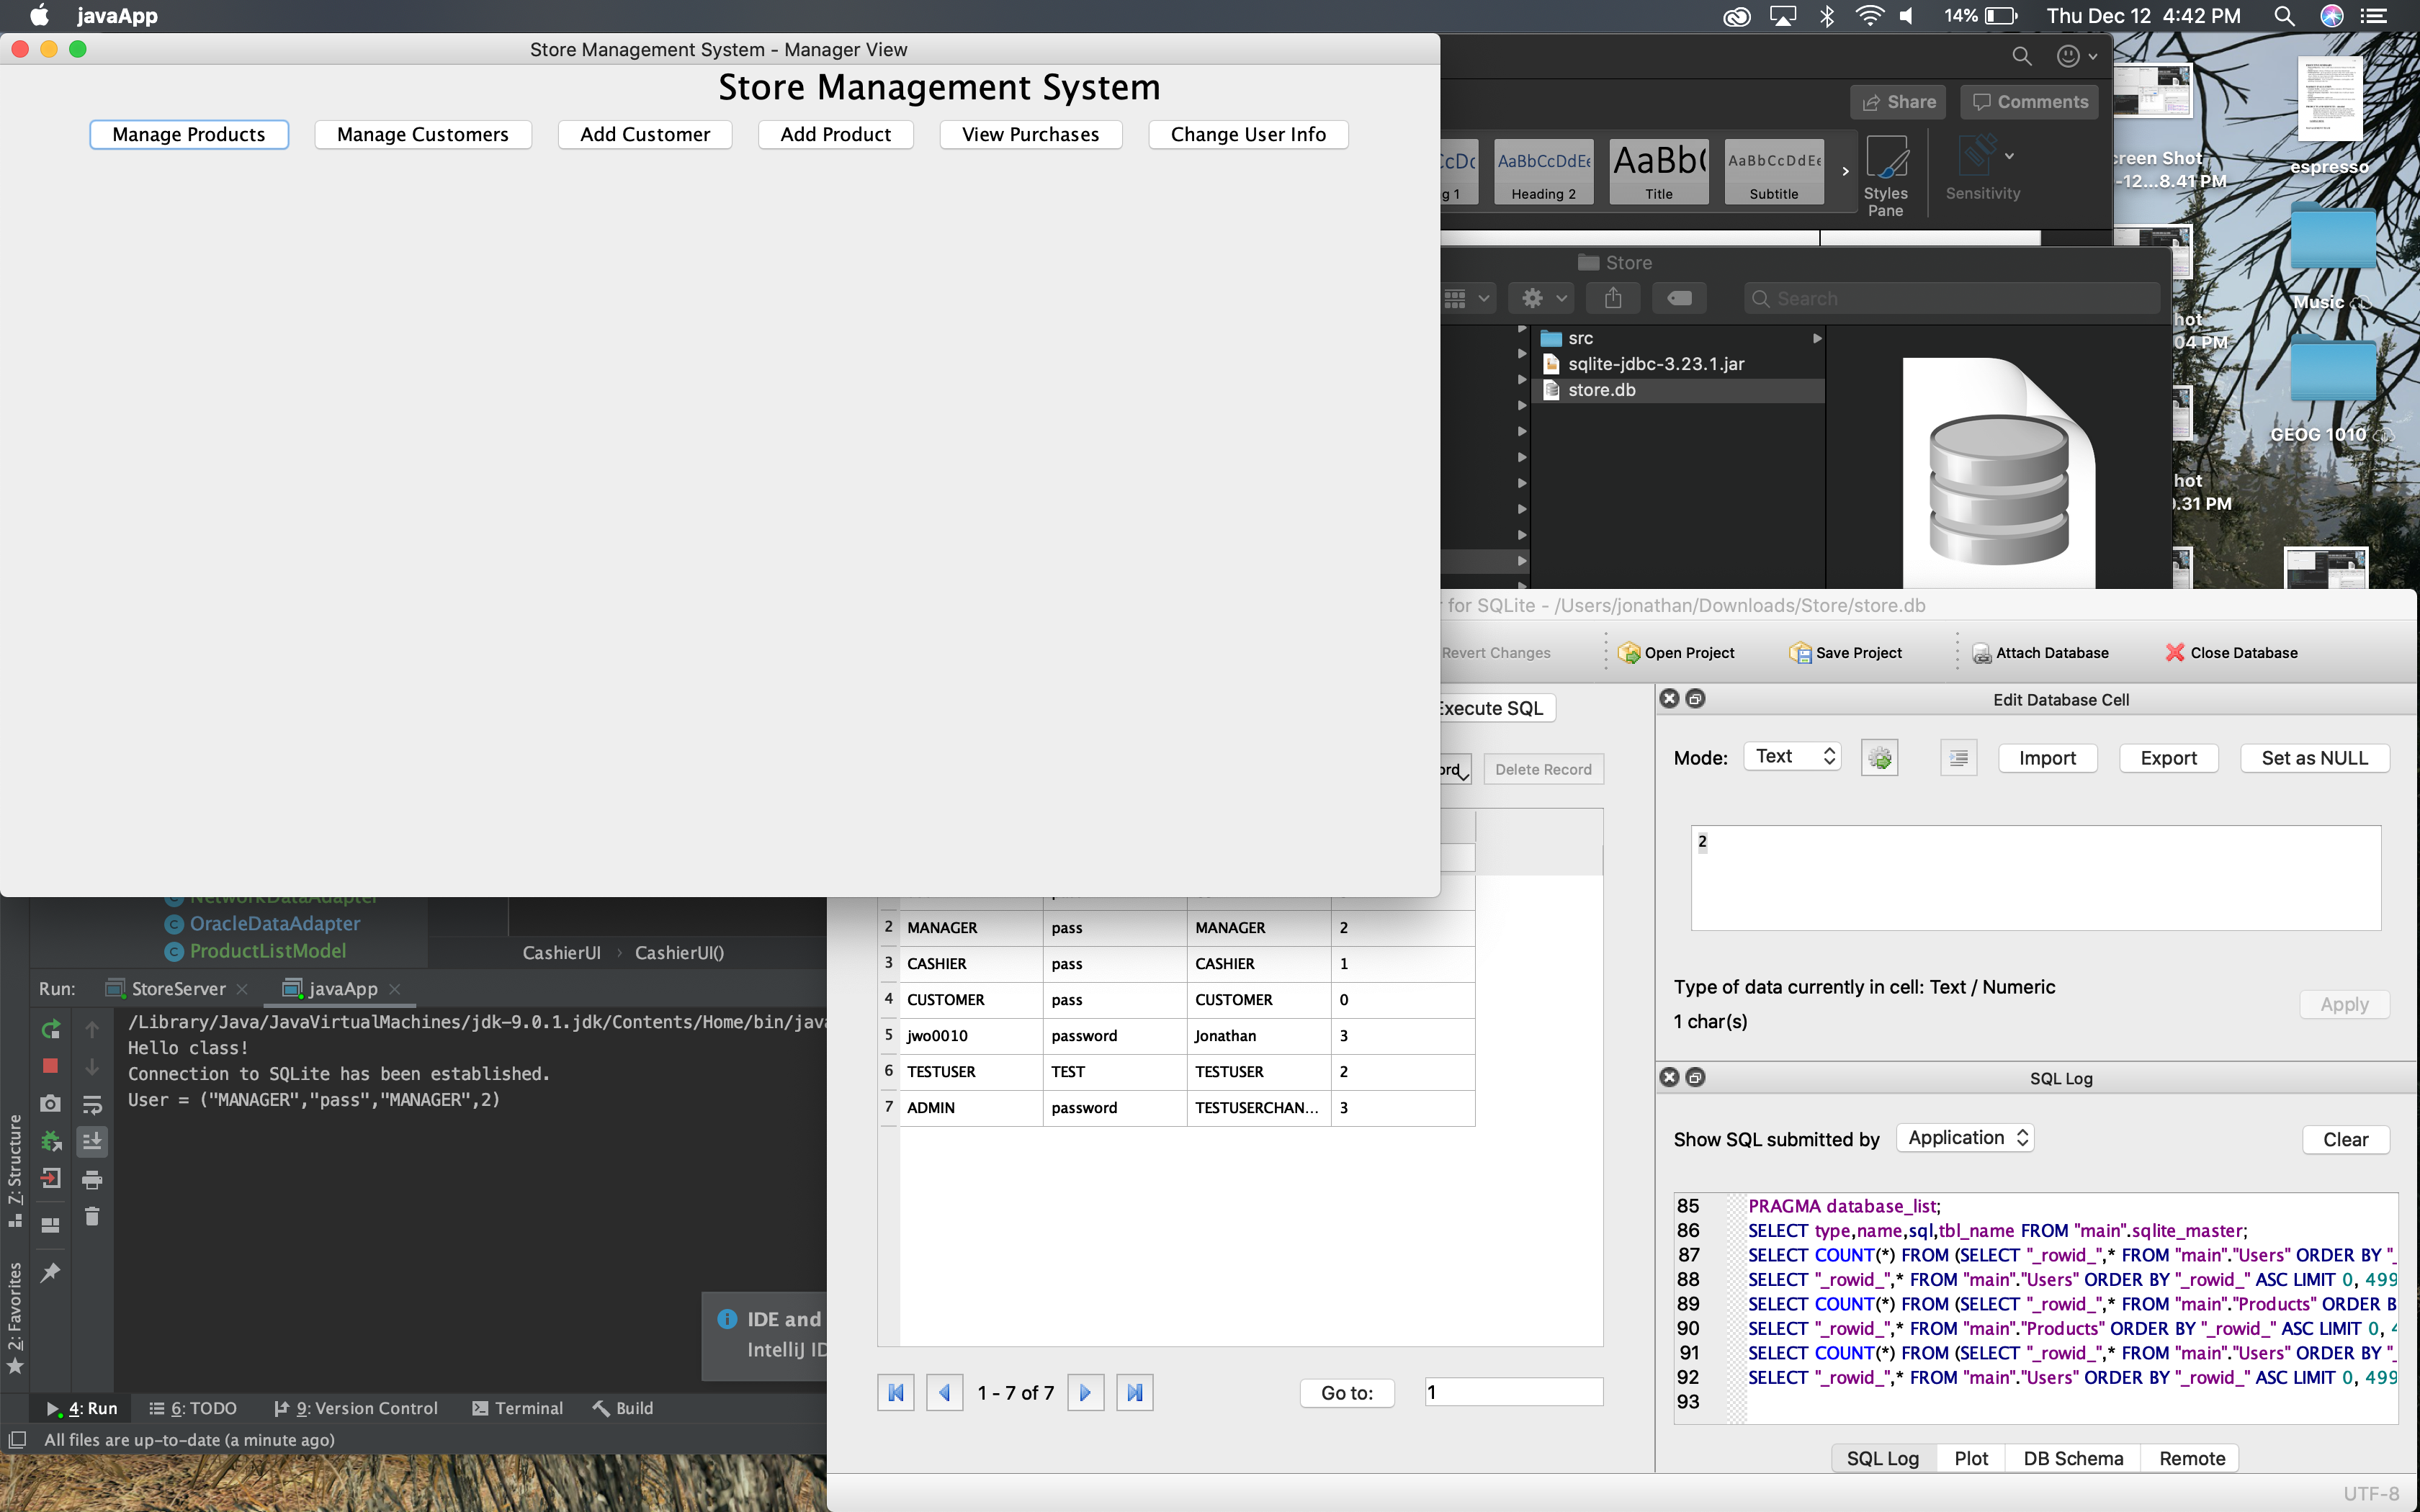 javaApp
14%
Thu Dec 12 4:42 PM
Store Management System - Manager View
Store Management System
Manage Products
Manage Customers
Add Customer
Add Product
View Purchases
Change User Info
Share
Comments
AaBbCcDdEe
Heading 2
Title
AaBbCcDdEe
Subtitle
Styles Pane
Sensitivity
espresso
Music
GEOG 1010
Store
Search
src
sqlite-jdbc-3.23.1.jar
store.db
for SQLite - /Users/jonathan/Downloads/Store/store.db
Revert Changes
Open Project
Save Project
Attach Database
Close Database
Execute SQL
Delete Record
Edit Database Cell
Mode:
Text
Import
Export
Set as NULL
2
Type of data currently in cell: Text / Numeric
1 char(s)
Apply
2 MANAGER pass MANAGER 2
3 CASHIER pass CASHIER 1
4 CUSTOMER pass CUSTOMER 0
5 jwo0010 password Jonathan 3
6 TESTUSER TEST TESTUSER 2
7 ADMIN password TESTUSERCHAN... 3
1 - 7 of 7
Go to:
1
SQL Log
Show SQL submitted by
Application
Clear
85 PRAGMA database_list;
86 SELECT type,name,sql,tbl_name FROM "main".sqlite_master;
87 SELECT COUNT(*) FROM (SELECT "_rowid_",* FROM "main"."Users" ORDER BY "_
88 SELECT "_rowid_",* FROM "main"."Users" ORDER BY "_rowid_" ASC LIMIT 0, 499
89 SELECT COUNT(*) FROM (SELECT "_rowid_",* FROM "main"."Products" ORDER B
90 SELECT "_rowid_",* FROM "main"."Products" ORDER BY "_rowid_" ASC LIMIT 0, 4
91 SELECT COUNT(*) FROM (SELECT "_rowid_",* FROM "main"."Users" ORDER BY "_
92 SELECT "_rowid_",* FROM "main"."Users" ORDER BY "_rowid_" ASC LIMIT 0, 499
93
SQL Log
Plot
DB Schema
Remote
UTF-8
NetworkDataAdapter
OracleDataAdapter
ProductListModel
CashierUI
CashierUI()
Run:
StoreServer
javaApp
/Library/Java/JavaVirtualMachines/jdk-9.0.1.jdk/Contents/Home/bin/java
Hello class!
Connection to SQLite has been established.
User = ("MANAGER","pass","MANAGER",2)
Z: Structure
2: Favorites
IDE and
IntelliJ ID
4: Run
6: TODO
9: Version Control
Terminal
Build
All files are up-to-date (a minute ago)